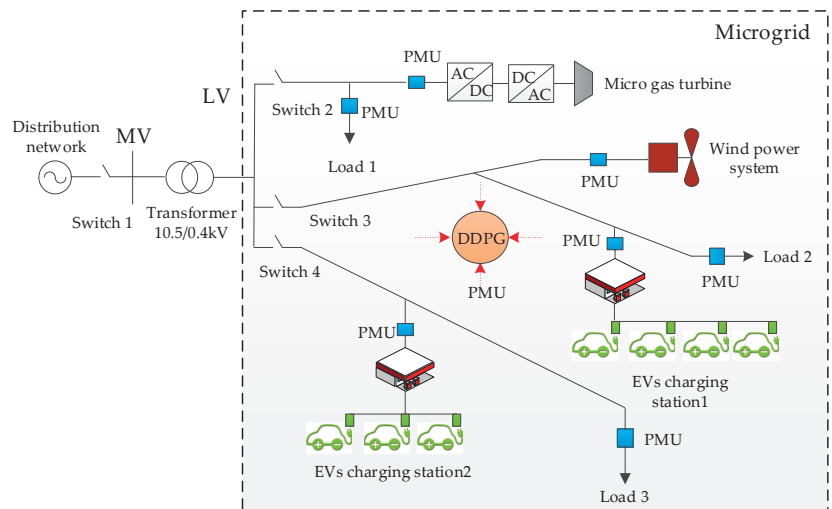 Microgrid
PMU
AC
DC
DC
AC
Micro gas turbine
LV
Switch 2
PMU
Load 1
Distribution
network
MV
Switch 1
Transformer
10.5/0.4kV
Wind power
system
PMU
Switch 3
DDPG
PMU
Switch 4
PMU
PMU
Load 2
EVs charging
station1
PMU
EVs charging station2
PMU
Load 3